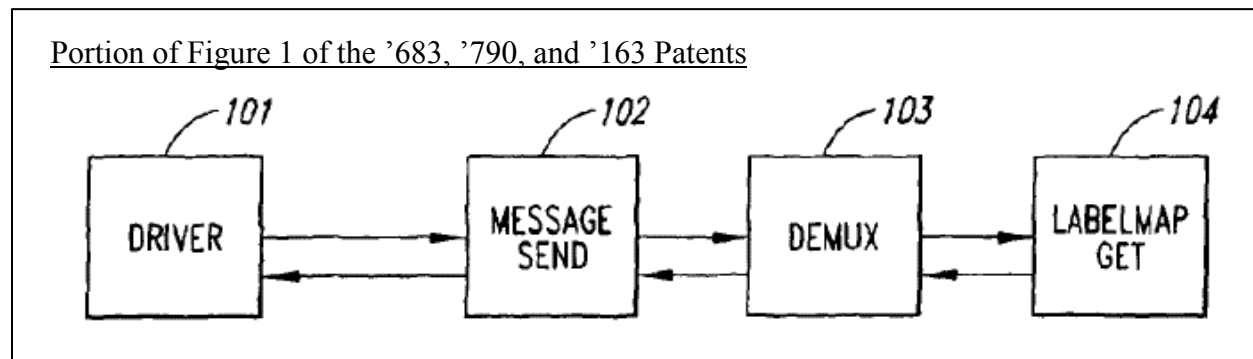 Portion of Figure 1 of the ’683, ’790, and ’163 Patents
101
102
103
104
DRIVER
MESSAGE
SEND
DEMUX
LABELMAP
GET